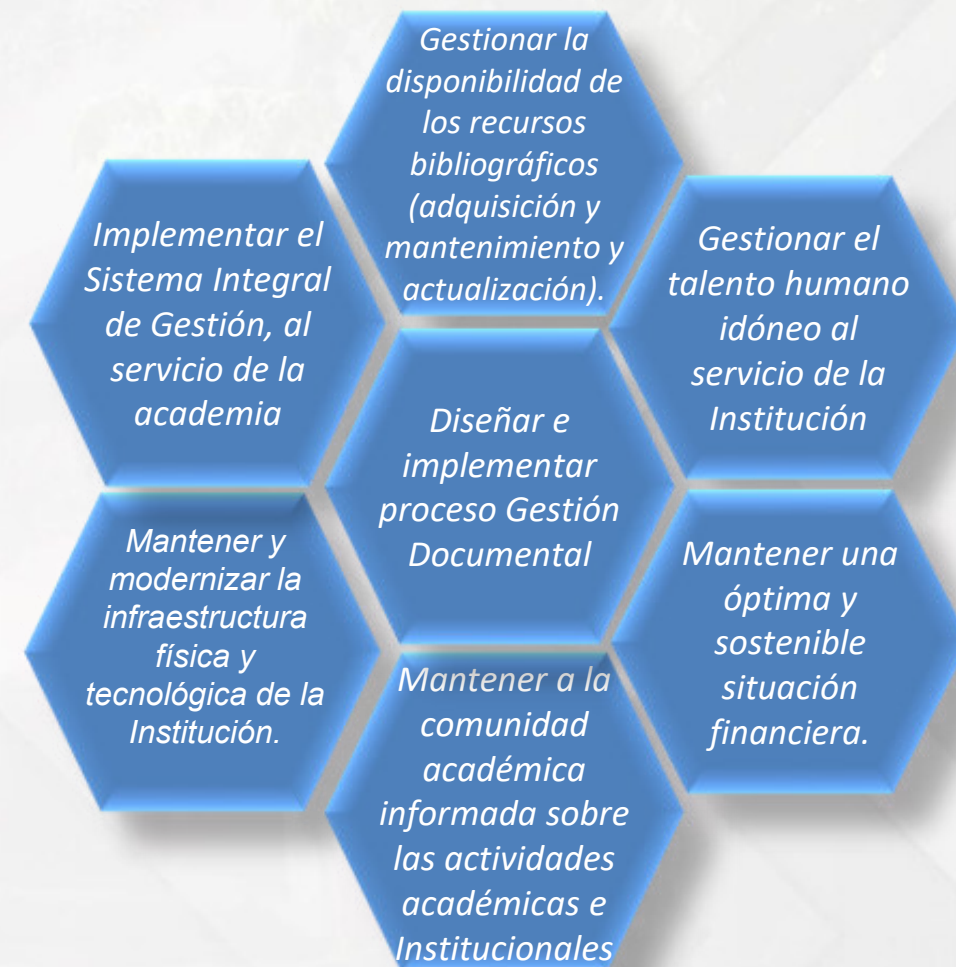 Gestionar la
disponibilidad de
los recursos
bibliográficos
(adquisición y
mantenimiento y
actualización).
Implementar el
Sistema Integral
de Gestión, al
servicio de la
academia
Gestionar el
talento humano
idóneo al
servicio de la
Institución
Diseñar e
implementar
proceso Gestión
Documental
Mantener y
modernizar la
infraestructura
física y
tecnológica de la
Institución.
Mantener una
óptima y
sostenible
situación
financiera.
Mantener a la
comunidad
académica
informada sobre
las actividades
académicas e
Institucionales